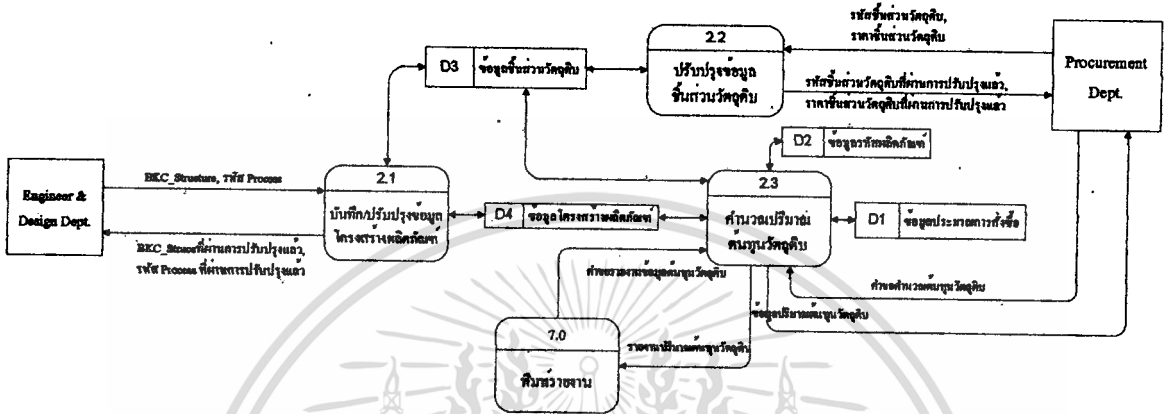 รหัสชิ้นส่วนวัตถุดิบ,
ราคาชิ้นส่วนวัตถุดิบ
2.2
ปรับปรุงข้อมูล
ชิ้นส่วนวัตถุดิบ
D3 ข้อมูลชิ้นส่วนวัตถุดิบ
Procurement
Dept.
รหัสชิ้นส่วนวัตถุดิบที่ผ่านการปรับปรุงแล้ว,
ราคาชิ้นส่วนวัตถุดิบที่ผ่านการปรับปรุงแล้ว
D2 ข้อมูลรหัสผลิตภัณฑ์
Engineer &
Design Dept.
BKC_Structure, รหัส Process
2.1
บันทึก/ปรับปรุงข้อมูล
โครงสร้างผลิตภัณฑ์
2.3
คำนวณปริมาณ
ต้นทุนวัตถุดิบ
D4 ข้อมูลโครงสร้างผลิตภัณฑ์
D1 ข้อมูลประมาณการสั่งซื้อ
ที่ผ่านการปรับปรุงแล้ว,
รหัส Process ที่ผ่านการปรับปรุงแล้ว
คำขอรายงานข้อมูลต้นทุนวัตถุดิบ
คำขอคำนวณต้นทุนวัตถุดิบ
ข้อมูลปริมาณต้นทุนวัตถุดิบ
7.0
พิมพ์รายงาน
รายงานปริมาณต้นทุนวัตถุดิบ